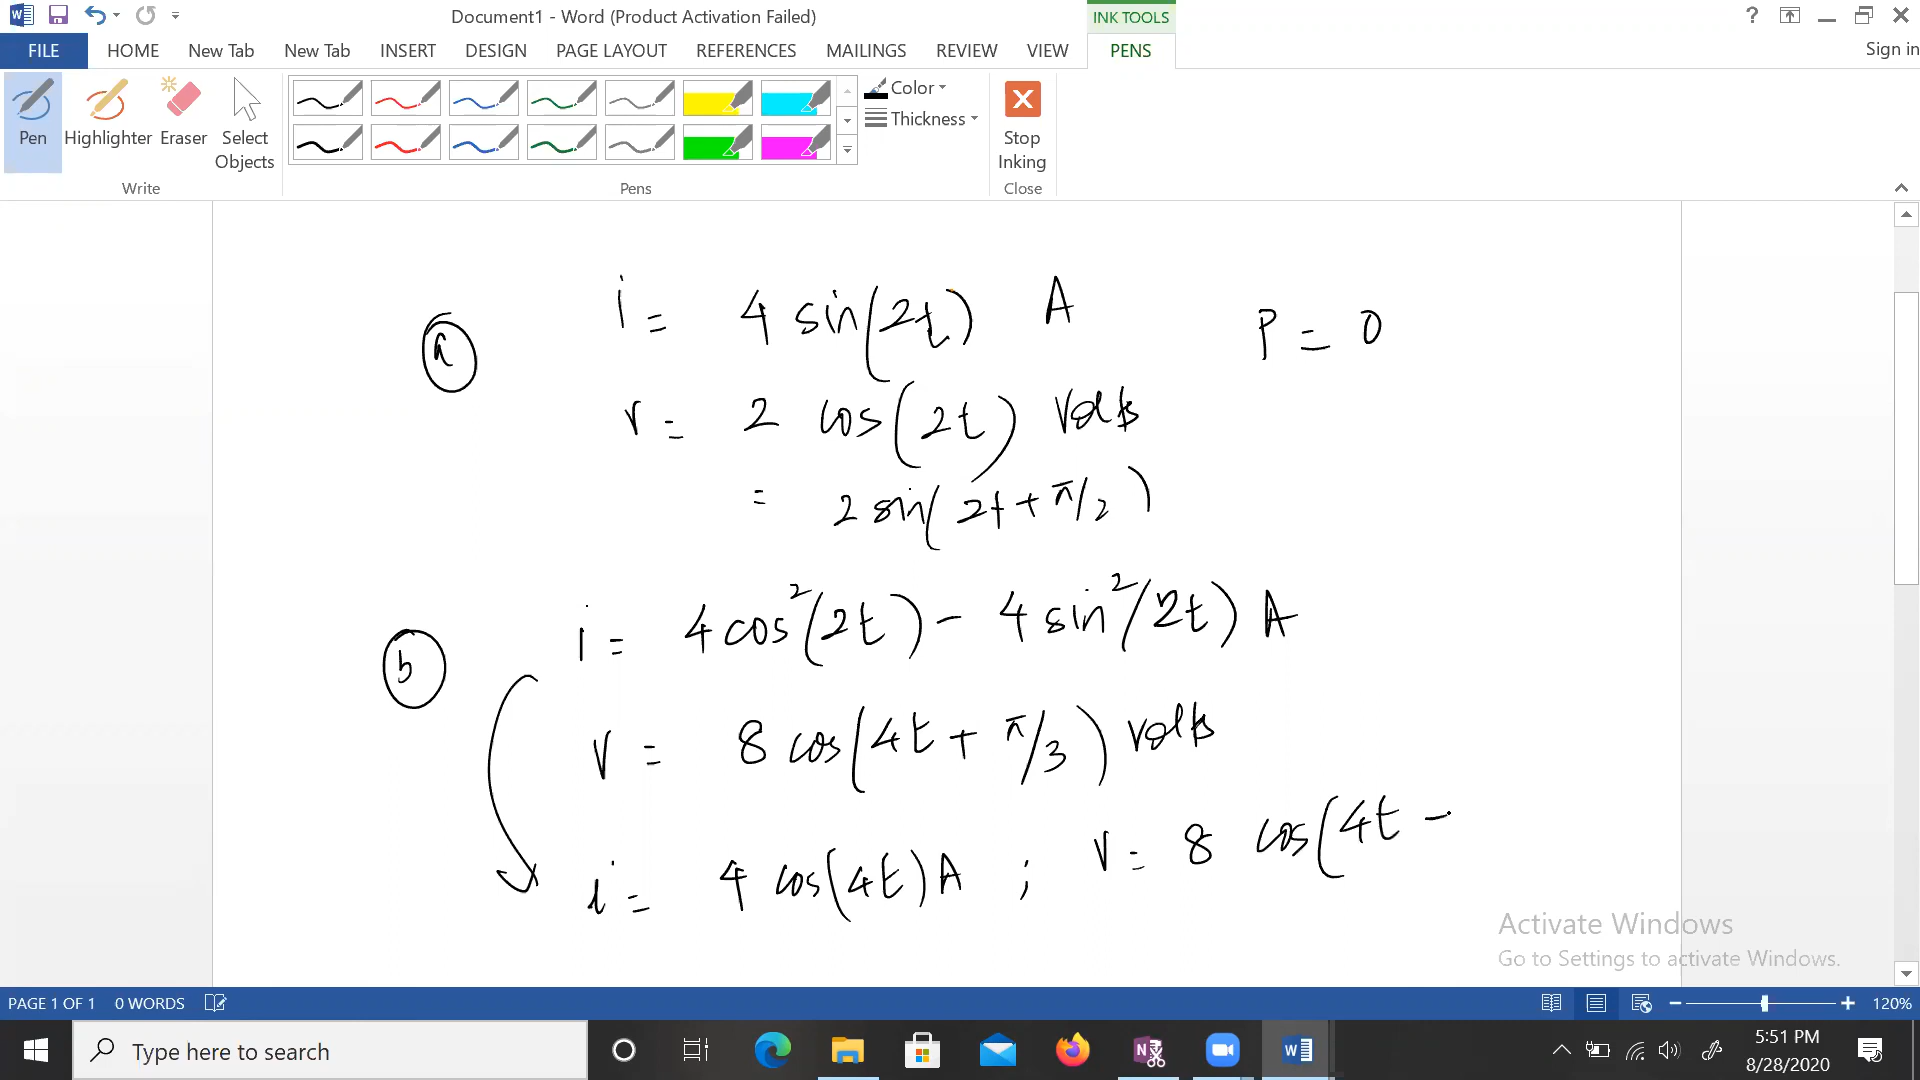 Document1 - Word (Product Activation Failed)
INK TOOLS
FILE HOME New Tab New Tab INSERT DESIGN PAGE LAYOUT REFERENCES MAILINGS REVIEW VIEW PENS
Sign in
Pen Highlighter Eraser Select Objects
Color
Thickness
Stop Inking
Write Pens Close
i = 4 sin(2t) A P = 0
a
v = 2 cos(2t) Volts
= 2 sin(2t + π/2)
b
i = 4 cos²(2t) - 4 sin²(2t) A
V = 8 cos(4t + π/3) volts
i = 4 cos(4t) A ; V = 8 cos(4t -
Activate Windows
Go to Settings to activate Windows.
PAGE 1 OF 1 0 WORDS 120%
Type here to search
5:51 PM
8/28/2020